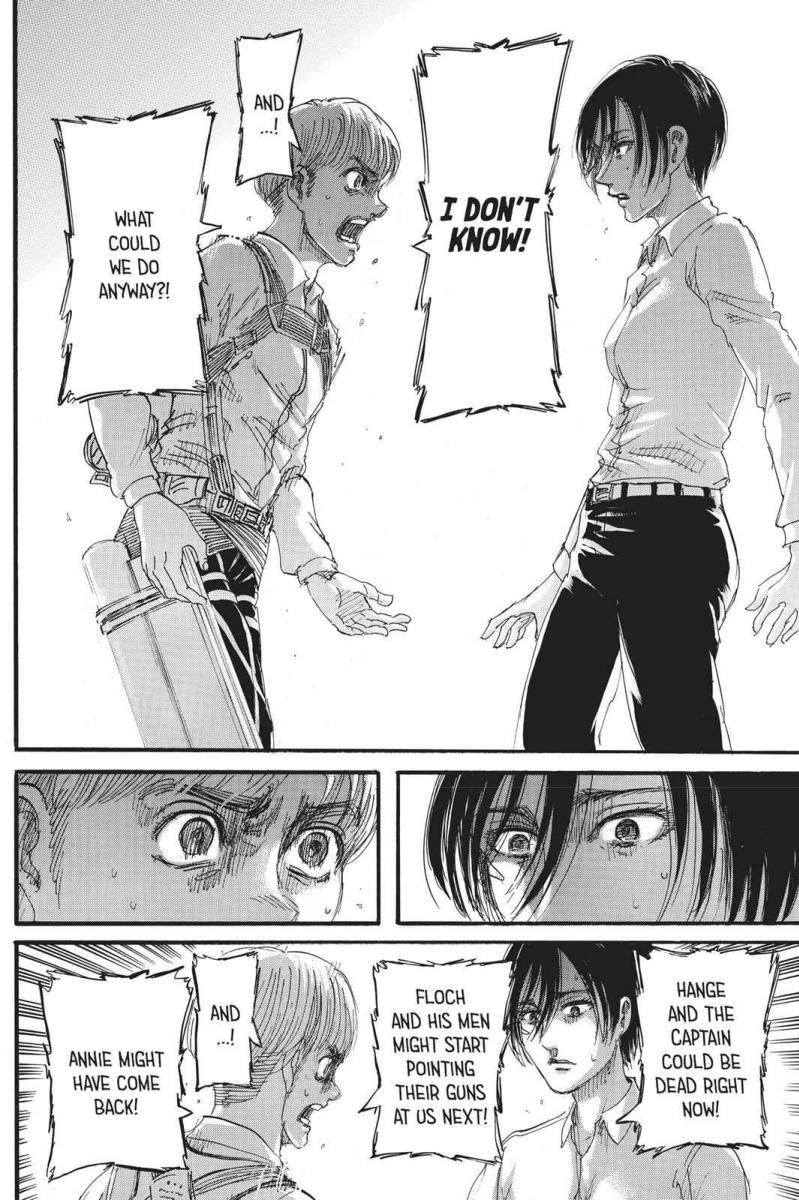 I DON'T
KNOW!
AND
...!
WHAT
COULD
WE DO
ANYWAY?!
HANGE
AND THE
CAPTAIN
COULD BE
DEAD RIGHT
NOW!
FLOCH
AND HIS MEN
MIGHT START
POINTING
THEIR GUNS
AT US NEXT!
AND
...!
ANNIE MIGHT
HAVE COME
BACK!